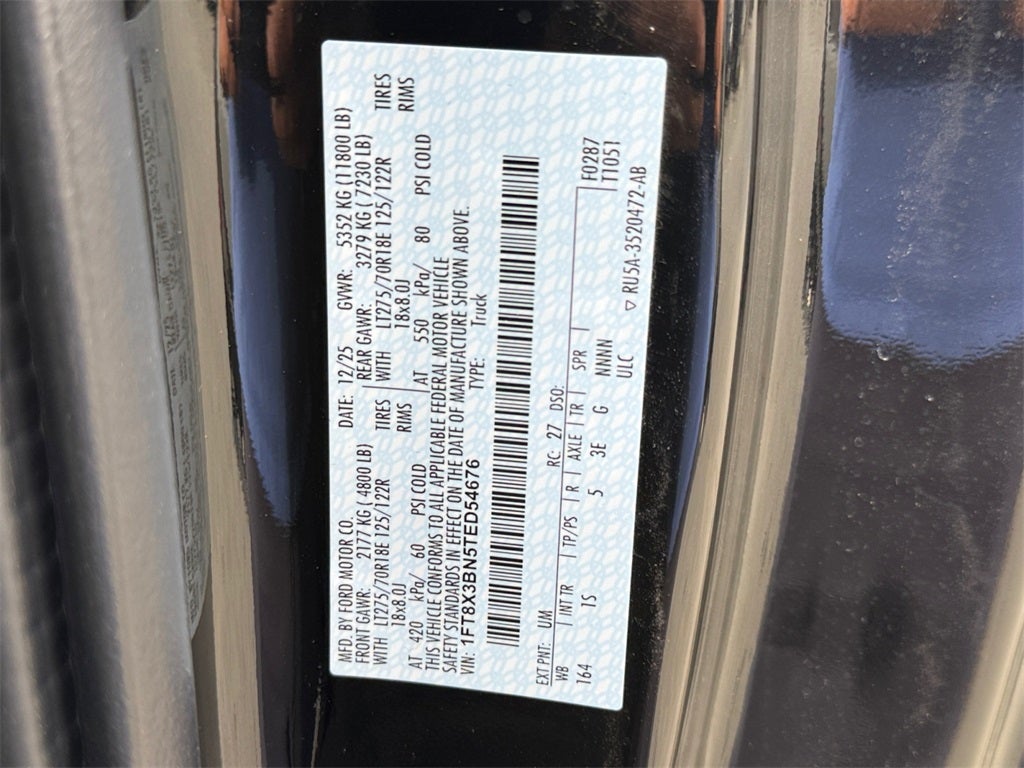 MFD. BY FORD MOTOR CO. DATE: 12/25 GVWR: 5352 KG (11800 LB)
FRONT GAWR: 2177 KG (4800 LB) REAR GAWR: 3279 KG ( 7230 LB)
WITH LT275/70R18E 125/122R TIRES WITH LT275/70R18E 125/122R TIRES
18x8.0J RIMS 18x8.0J RIMS
AT 420 kPa/ 60 PSI COLD AT 550 kPa/ 80 PSI COLD
THIS VEHICLE CONFORMS TO ALL APPLICABLE FEDERAL MOTOR VEHICLE
SAFETY STANDARDS IN EFFECT ON THE DATE OF MANUFACTURE SHOWN ABOVE.
VIN: 1FT8X3BN5TED54676 TYPE: Truck
EXT PNT: UM RC: 27 DSO: F0287
WB INT TR TP/PS R AXLE TR SPR T1051
164 1S 5 3E G NNNN
ULC ▽ RU5A-3520472-AB